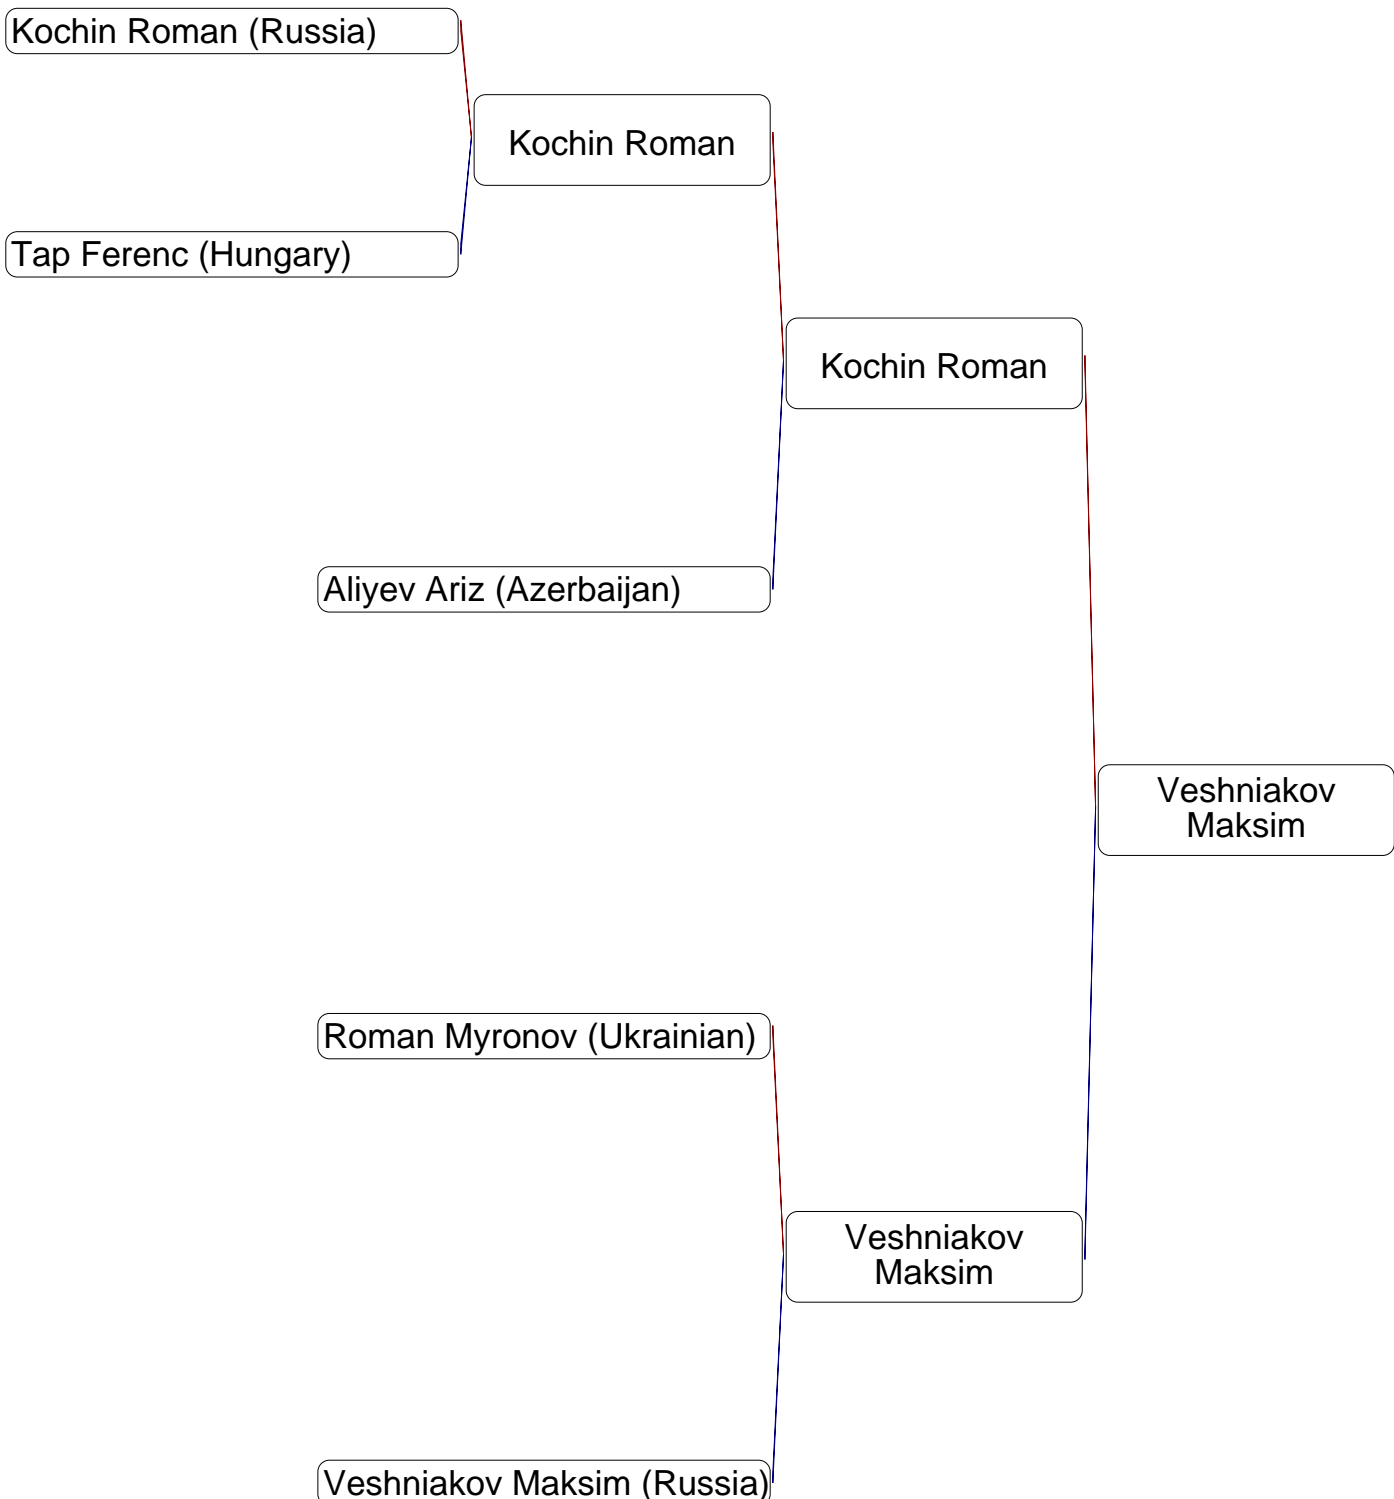 Kochin Roman (Russia)
Kochin Roman
Tap Ferenc (Hungary)
Kochin Roman
Aliyev Ariz (Azerbaijan)
Veshniakov
Maksim
Roman Myronov (Ukrainian)
Veshniakov
Maksim
Veshniakov Maksim (Russia)